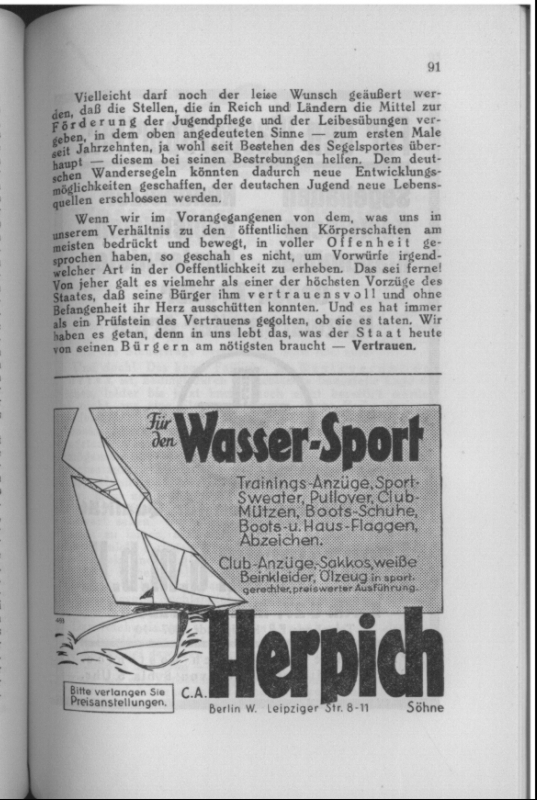 91
Vielleicht darf noch der leise Wunsch geäußert wer-
den, daß die Stellen, die in Reich und Ländern die Mittel zur
Förderung der Jugendpflege und der Leibesübungen ver-
geben, in dem oben angedeuteten Sinne — zum ersten Male
seit Jahrzehnten, ja wohl seit Bestehen des Segelsportes über-
haupt — diesem bei seinen Bestrebungen helfen. Dem deut-
schen Wandersegeln könnten dadurch neue Entwicklungs-
möglichkeiten geschaffen, der deutschen Jugend neue Lebens-
quellen erschlossen werden.
Wenn wir im Vorangegangenen von dem, was uns in
unserem Verhältnis zu den öffentlichen Körperschaften am
meisten bedrückt und bewegt, in voller Offenheit ge-
sprochen haben, so geschah es nicht, um Vorwürfe irgend-
welcher Art in der Oeffentlichkeit zu erheben. Das sei ferne!
Von jeher galt es vielmehr als einer der höchsten Vorzüge des
Staates, daß seine Bürger ihm vertrauensvoll und ohne
Befangenheit ihr Herz ausschütten konnten. Und es hat immer
als ein Prüfstein des Vertrauens gegolten, ob sie es taten. Wir
haben es getan, denn in uns lebt das, was der Staat heute
von seinen Bürgern am nötigsten braucht — Vertrauen.
Für den Wasser-Sport
Trainings-Anzüge, Sport-
Sweater, Pullover, Club-
Mützen, Boots-Schuhe,
Boots-u. Haus-Flaggen,
Abzeichen.
Club-Anzüge, Sakkos, weiße
Beinkleider, Ölzeug in sport-
gerechter, preiswerter Ausführung.
Bitte verlangen Sie
Preisanstellungen.
C.A. Herpich
Berlin W. Leipziger Str. 8-11 Söhne